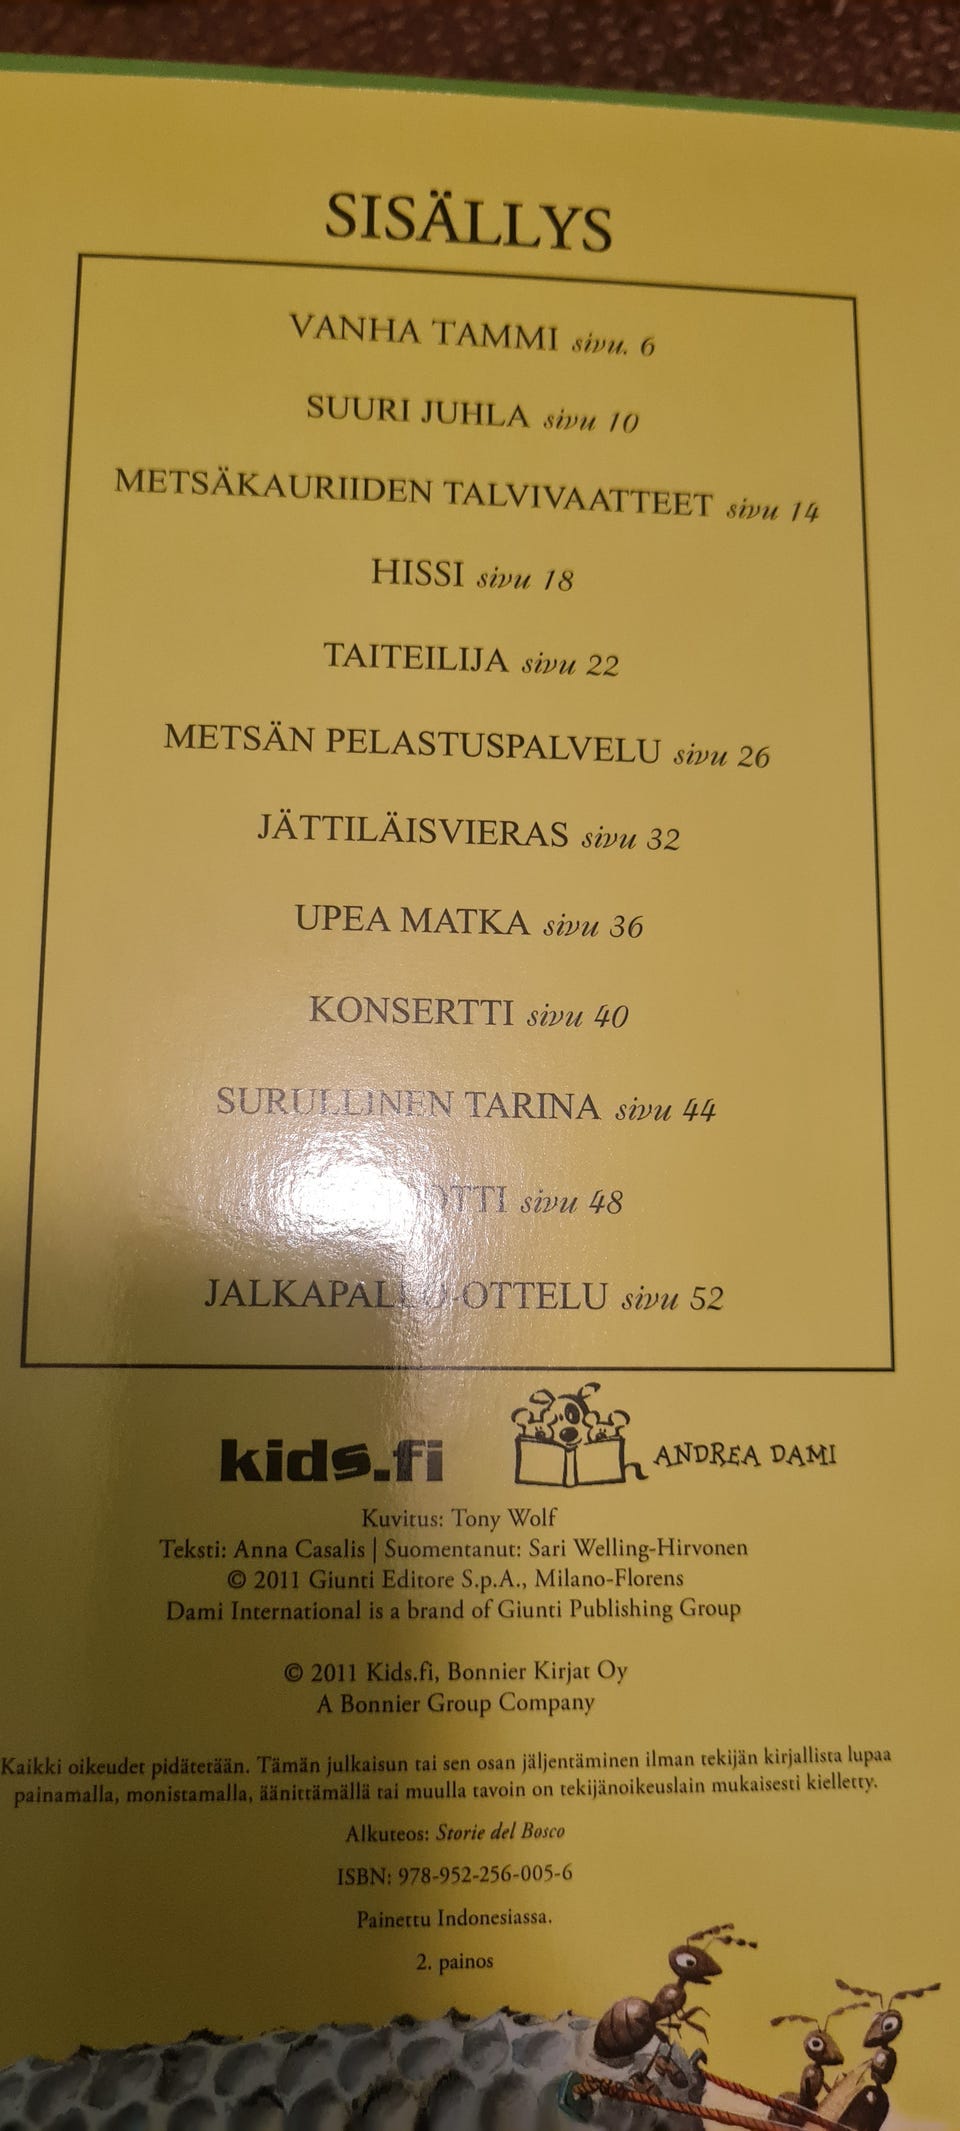 SISÄLLYS
VANHA TAMMI sivu. 6
SUURI JUHLA sivu 10
METSÄKAURIIDEN TALVIVAATTEET sivu 14
HISSI sivu 18
TAITEILIJA sivu 22
METSÄN PELASTUSPALVELU sivu 26
JÄTTILÄISVIERAS sivu 32
UPEA MATKA sivu 36
KONSERTTI sivu 40
SURULLINEN TARINA sivu 44
sivu 48
JALKAPALLO-OTTELU sivu 52
kids.fi
ANDREA DAMI
Kuvitus: Tony Wolf
Teksti: Anna Casalis | Suomentanut: Sari Welling-Hirvonen
© 2011 Giunti Editore S.p.A., Milano-Florens
Dami International is a brand of Giunti Publishing Group
© 2011 Kids.fi, Bonnier Kirjat Oy
A Bonnier Group Company
Kaikki oikeudet pidätetään. Tämän julkaisun tai sen osan jäljentäminen ilman tekijän kirjallista lupaa
painamalla, monistamalla, äänittämällä tai muulla tavoin on tekijänoikeuslain mukaisesti kielletty.
Alkuteos: Storie del Bosco
ISBN: 978-952-256-005-6
Painettu Indonesiassa.
2. painos